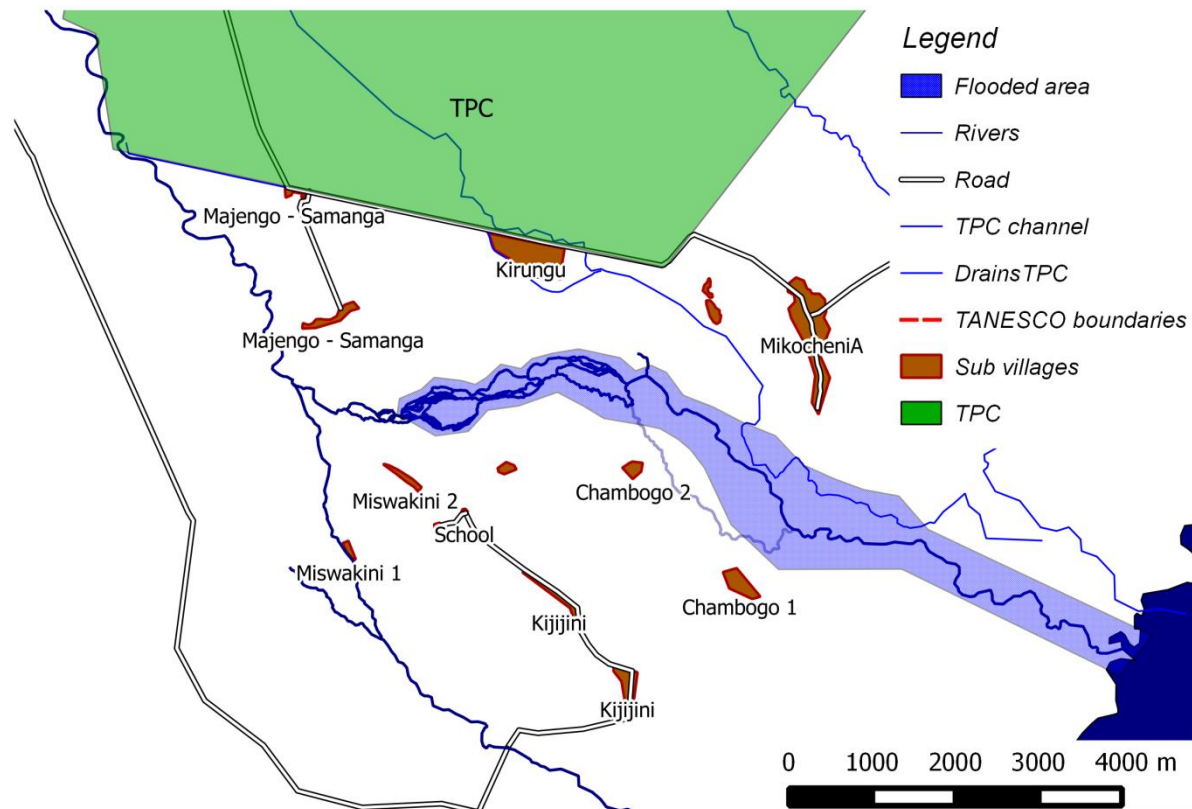 Legend
Flooded area
Rivers
Road
TPC channel
DrainsTPC
TANESCO boundaries
Sub villages
TPC
TPC
Majengo - Samanga
Kirungu
Majengo - Samanga
MikocheniA
Miswakini 2
Chambogo 2
School
Miswakini 1
Chambogo 1
Kijijini
Kijijini
0 1000 2000 3000 4000 m